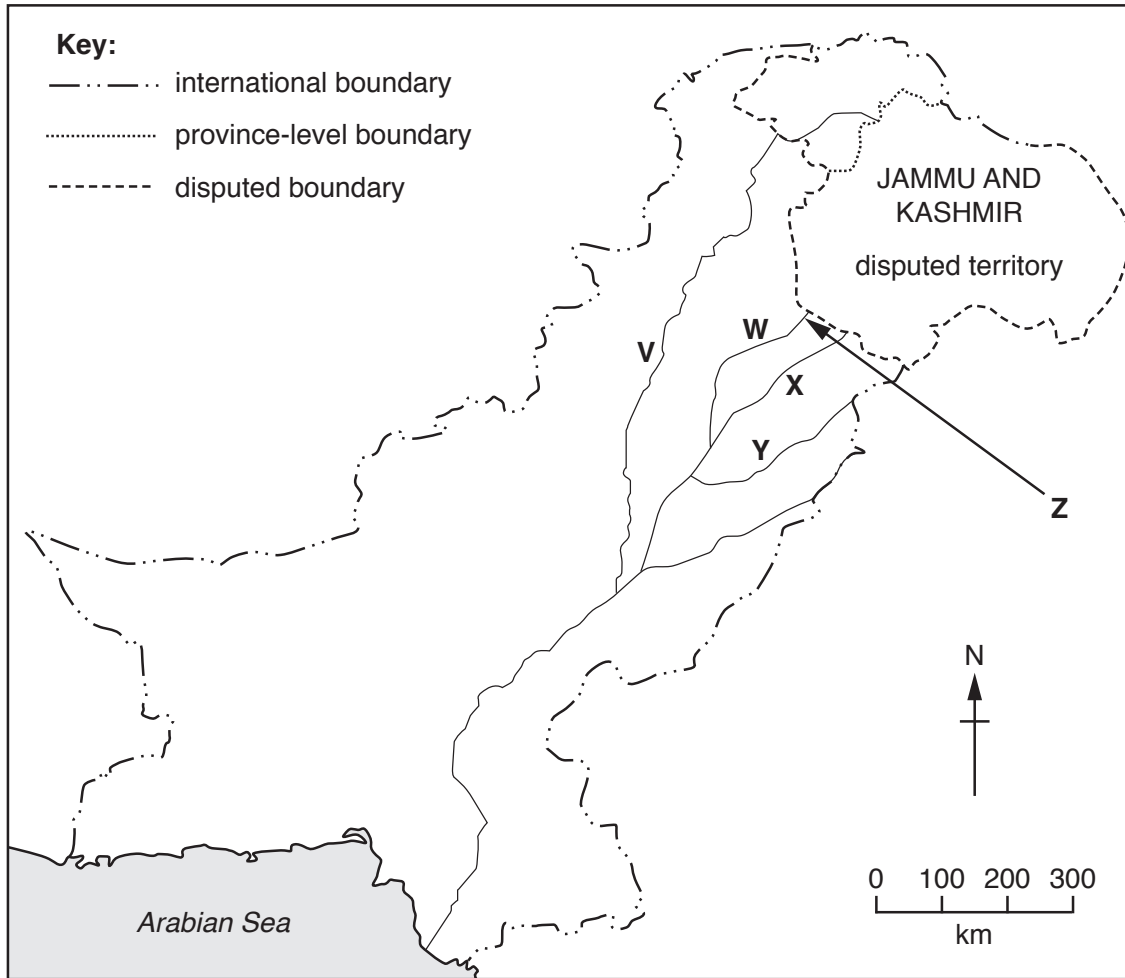 Key:
international boundary
province-level boundary
disputed boundary
JAMMU AND
KASHMIR
disputed territory
W
V
X
Y
Z
N
0 100 200 300
km
Arabian Sea